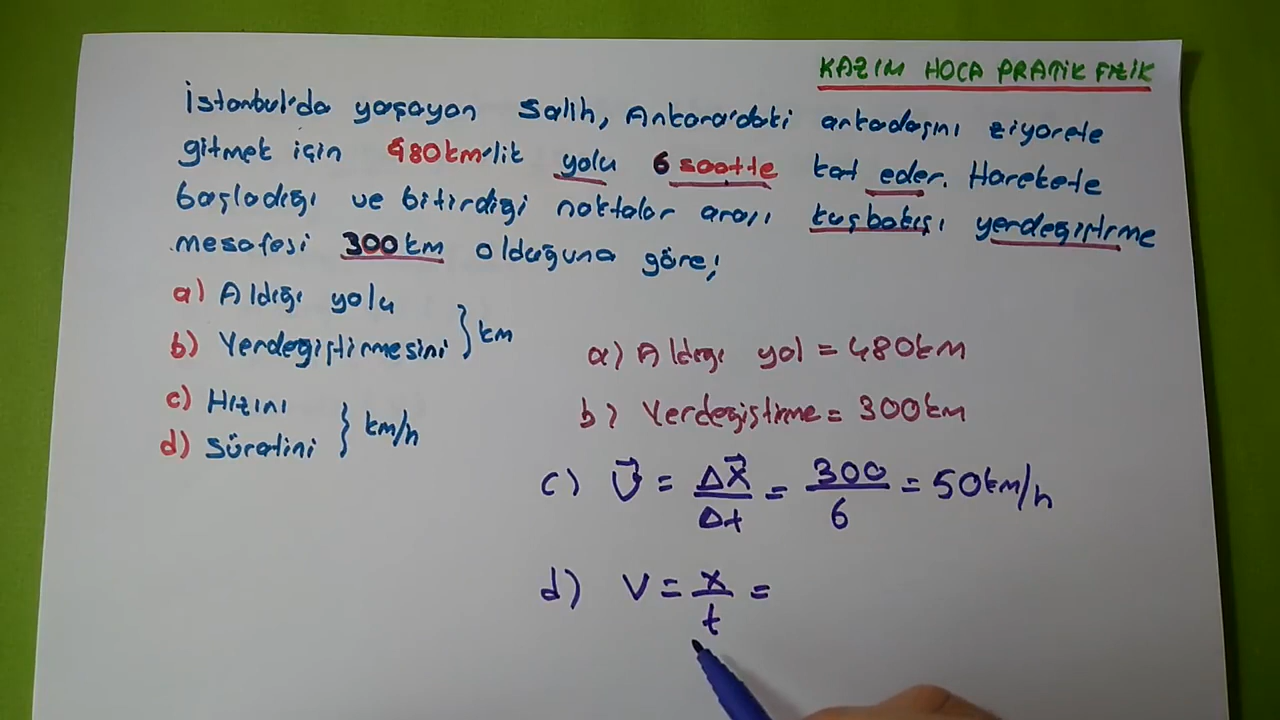 KAZIM HOCA PRATİK FİZİK
İstanbul'da yaşayan Salih, Ankara'daki arkadaşını ziyarete
gitmek için 480km'lik yolu 6 saatte kat eder. Harekete
başladığı ve bitirdiği noktalar arası kuşbakışı yerdeğiştirme
mesafesi 300km olduğuna göre;
a) Aldığı yolu
b) Yerdeğiştirmesini } km
c) Hızını
d) Süratini } km/h
a) Aldığı yol = 480km
b) Yerdeğiştirme = 300km
c) V⃗ = Δx⃗/Δt = 300/6 = 50km/h
d) V = x/t =